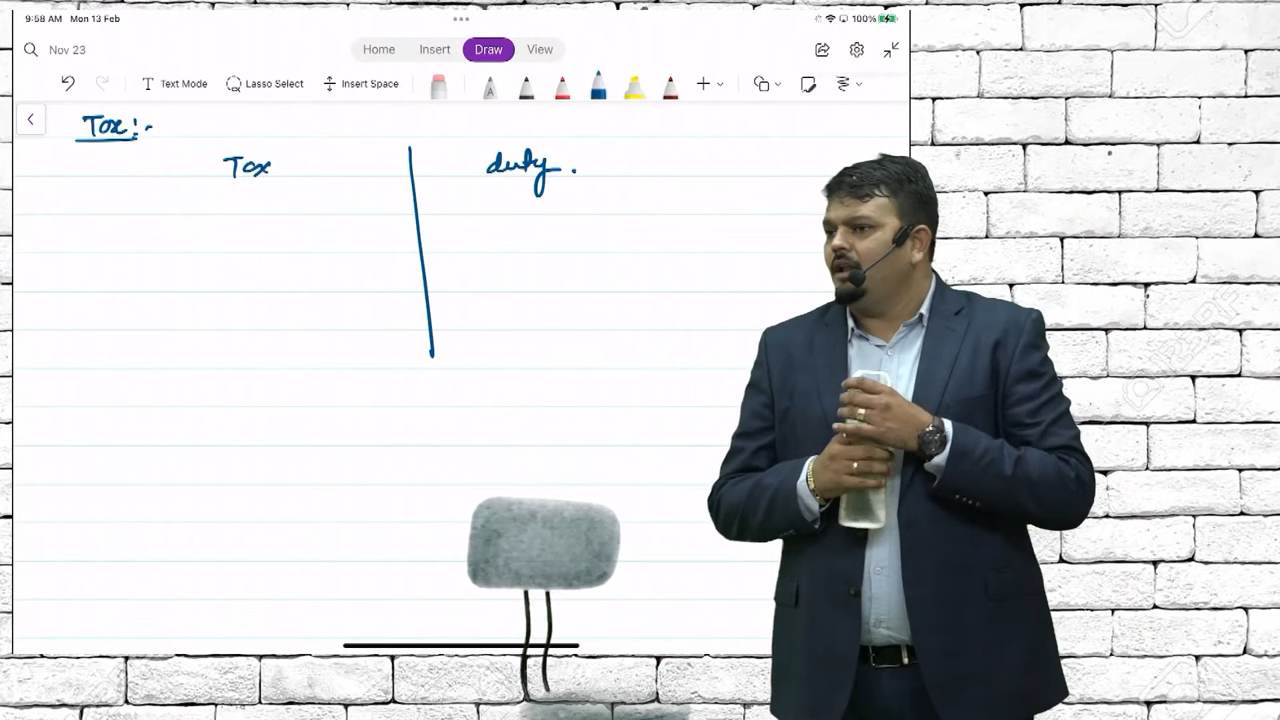 9:58 AM Mon 13 Feb
100%
Nov 23
Home Insert Draw View
Text Mode Lasso Select Insert Space
Tax :-
Tax duty.